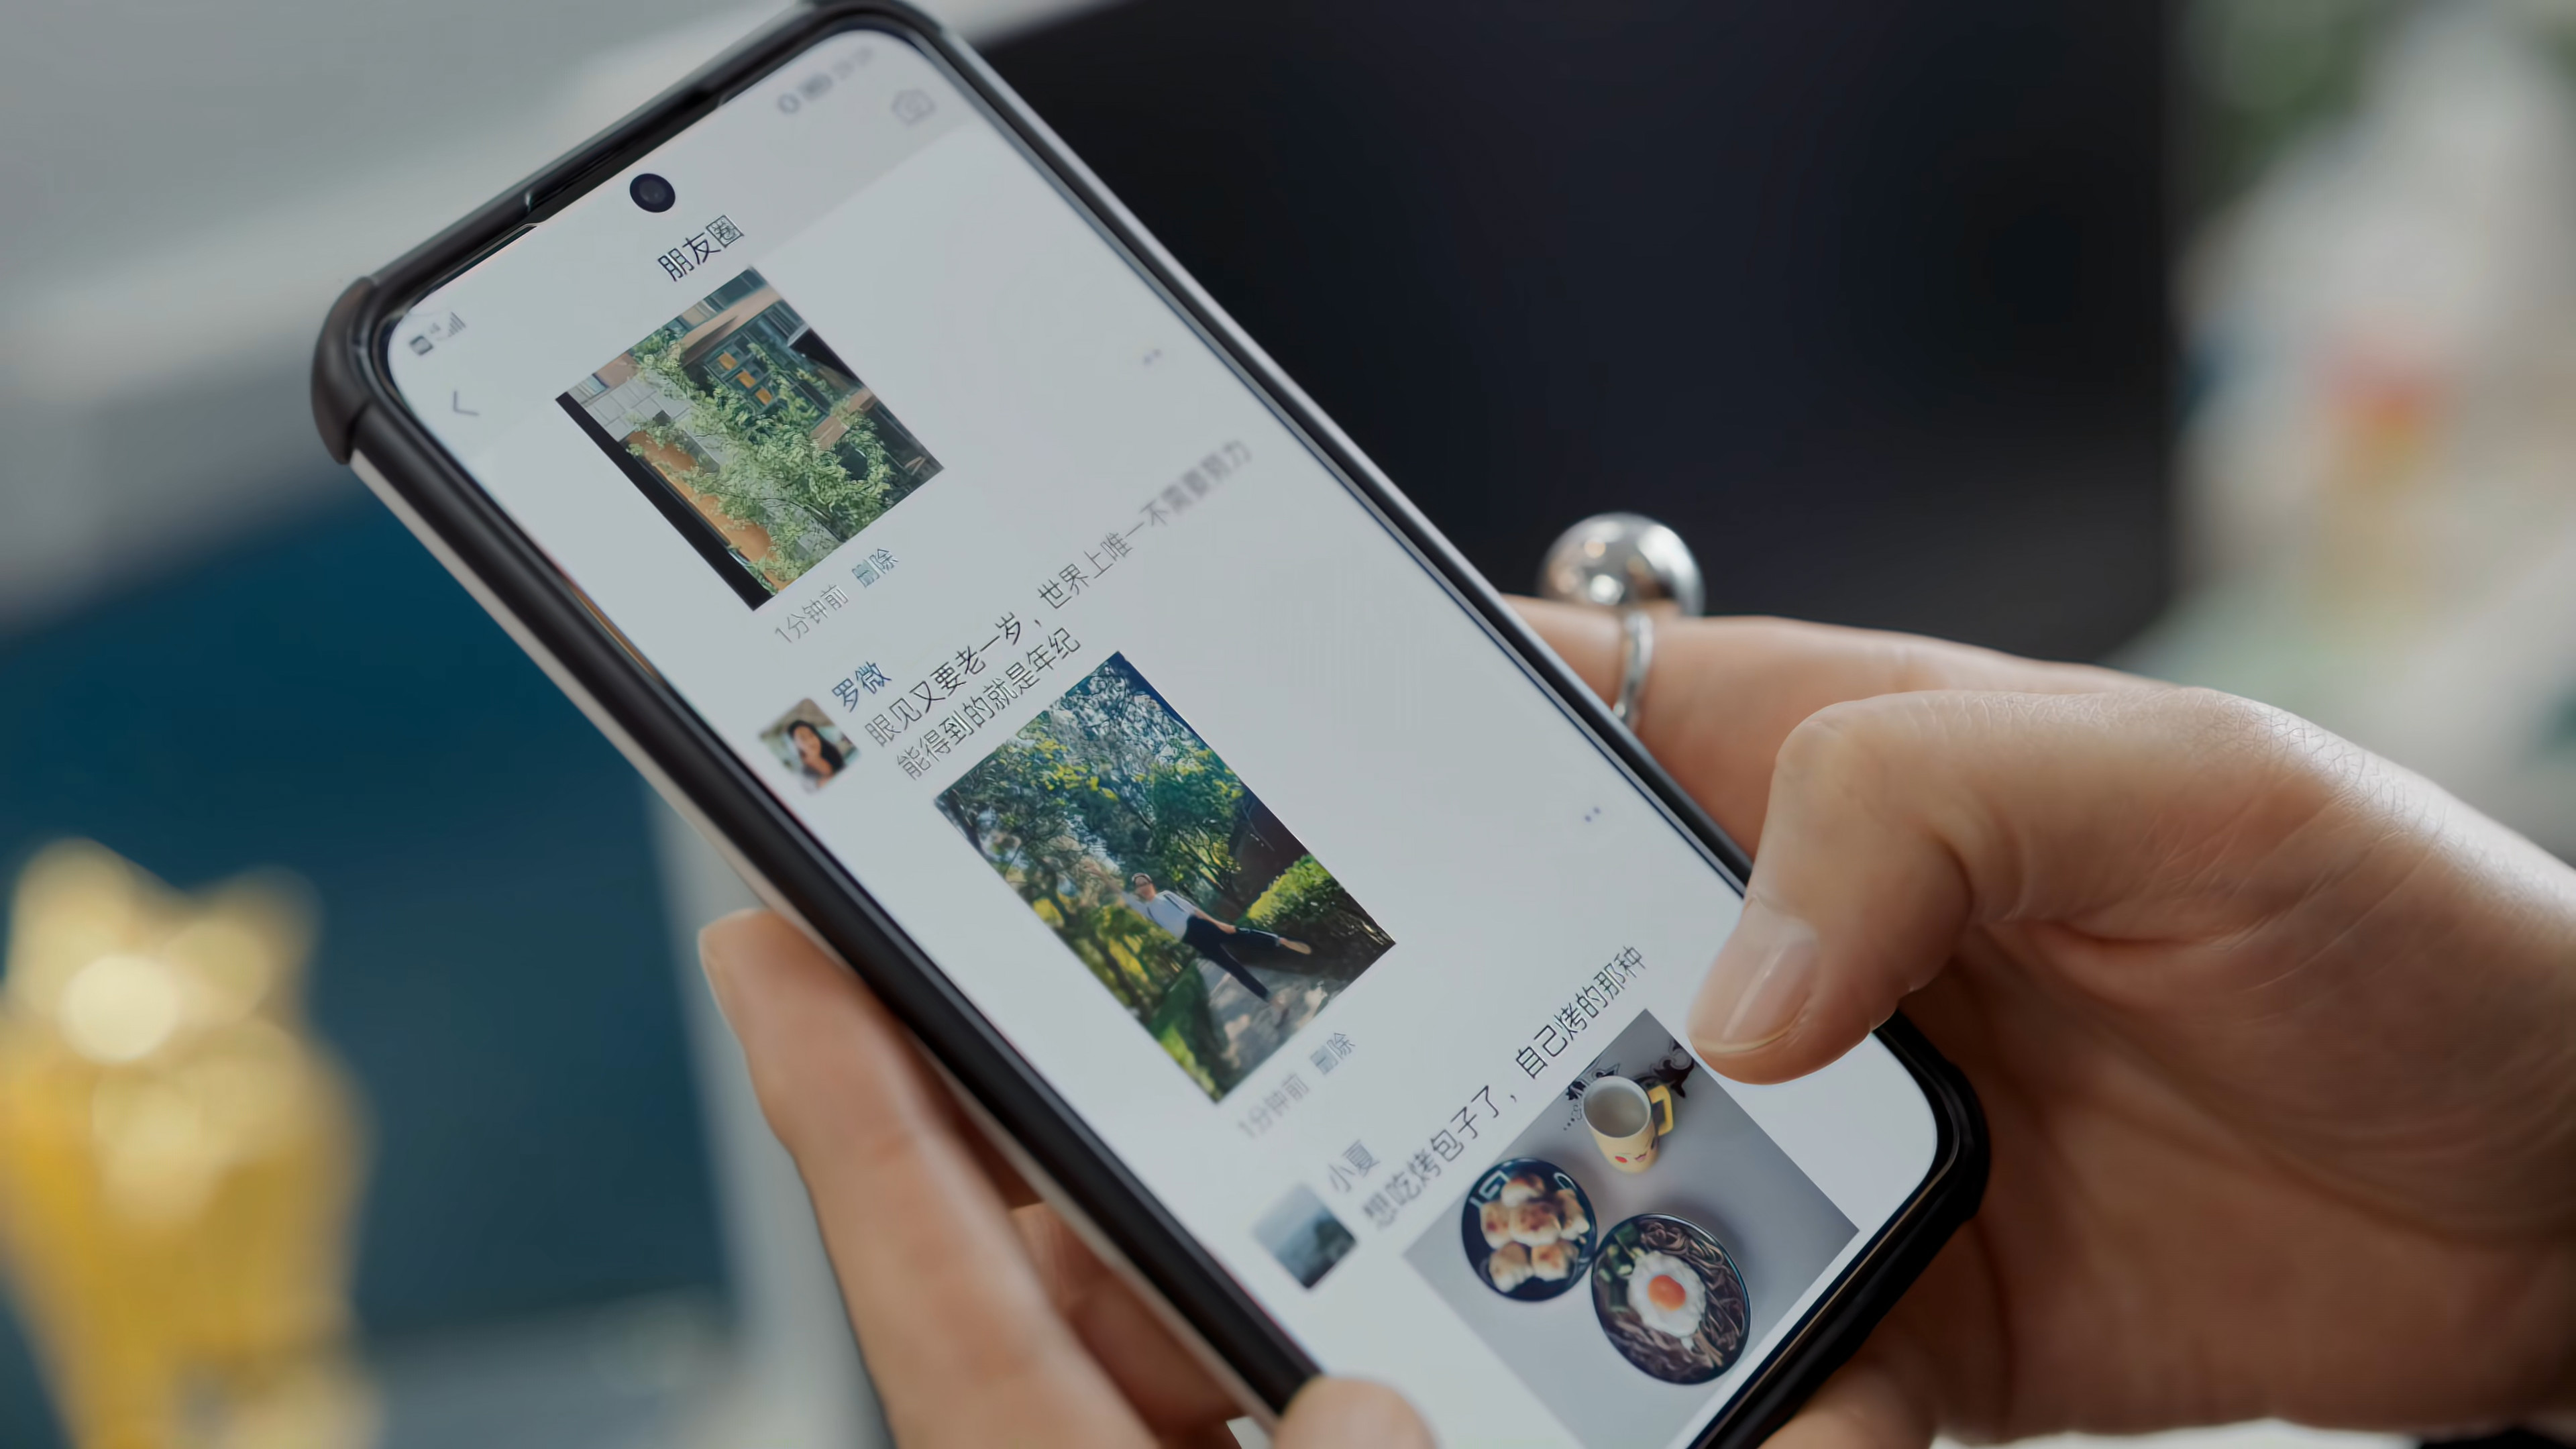 朋友圈
1分钟前 删除
罗微
眼见又要老一岁，世界上唯一不需要努力
能得到的就是年纪
1分钟前 删除
小夏
想吃烤包子了，自己烤的那种